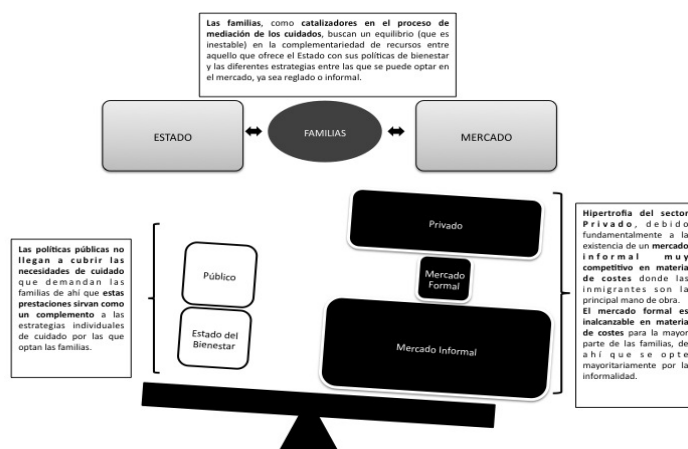 Las familias, como catalizadores en el proceso de
mediación de los cuidados, buscan un equilibrio (que es
inestable) en la complementariedad de recursos entre
aquello que ofrece el Estado con sus políticas de bienestar
y las diferentes estrategias entre las que se puede optar en
el mercado, ya sea reglado o informal.
ESTADO
FAMILIAS
MERCADO
Las políticas públicas no
llegan a cubrir las
necesidades de cuidado
que demandan las
familias de ahí que estas
prestaciones sirvan como
un complemento a las
estrategias individuales
de cuidado por las que
optan las familias.
Público
Estado del
Bienestar
Privado
Mercado
Formal
Mercado Informal
Hipertrofia del sector
Privado, debido
fundamentalmente a la
existencia de un mercado
informal muy
competitivo en materia
de costes donde las
inmigrantes son la
principal mano de obra.
El mercado formal es
inalcanzable en materia
de costes para la mayor
parte de las familias, de
ahí que se opte
mayoritariamente por la
informalidad.